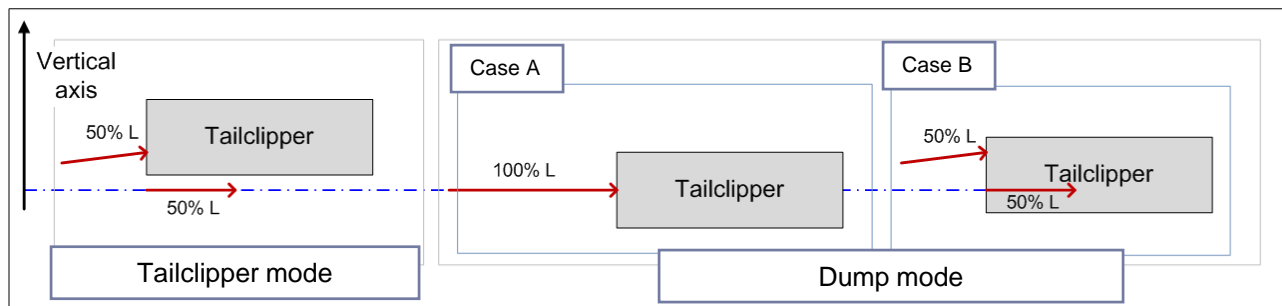 Vertical
axis
50% L
Tailclipper
50% L
Tailclipper mode
Case A
100% L
Tailclipper
Case B
50% L
Tailclipper
50% L
Dump mode